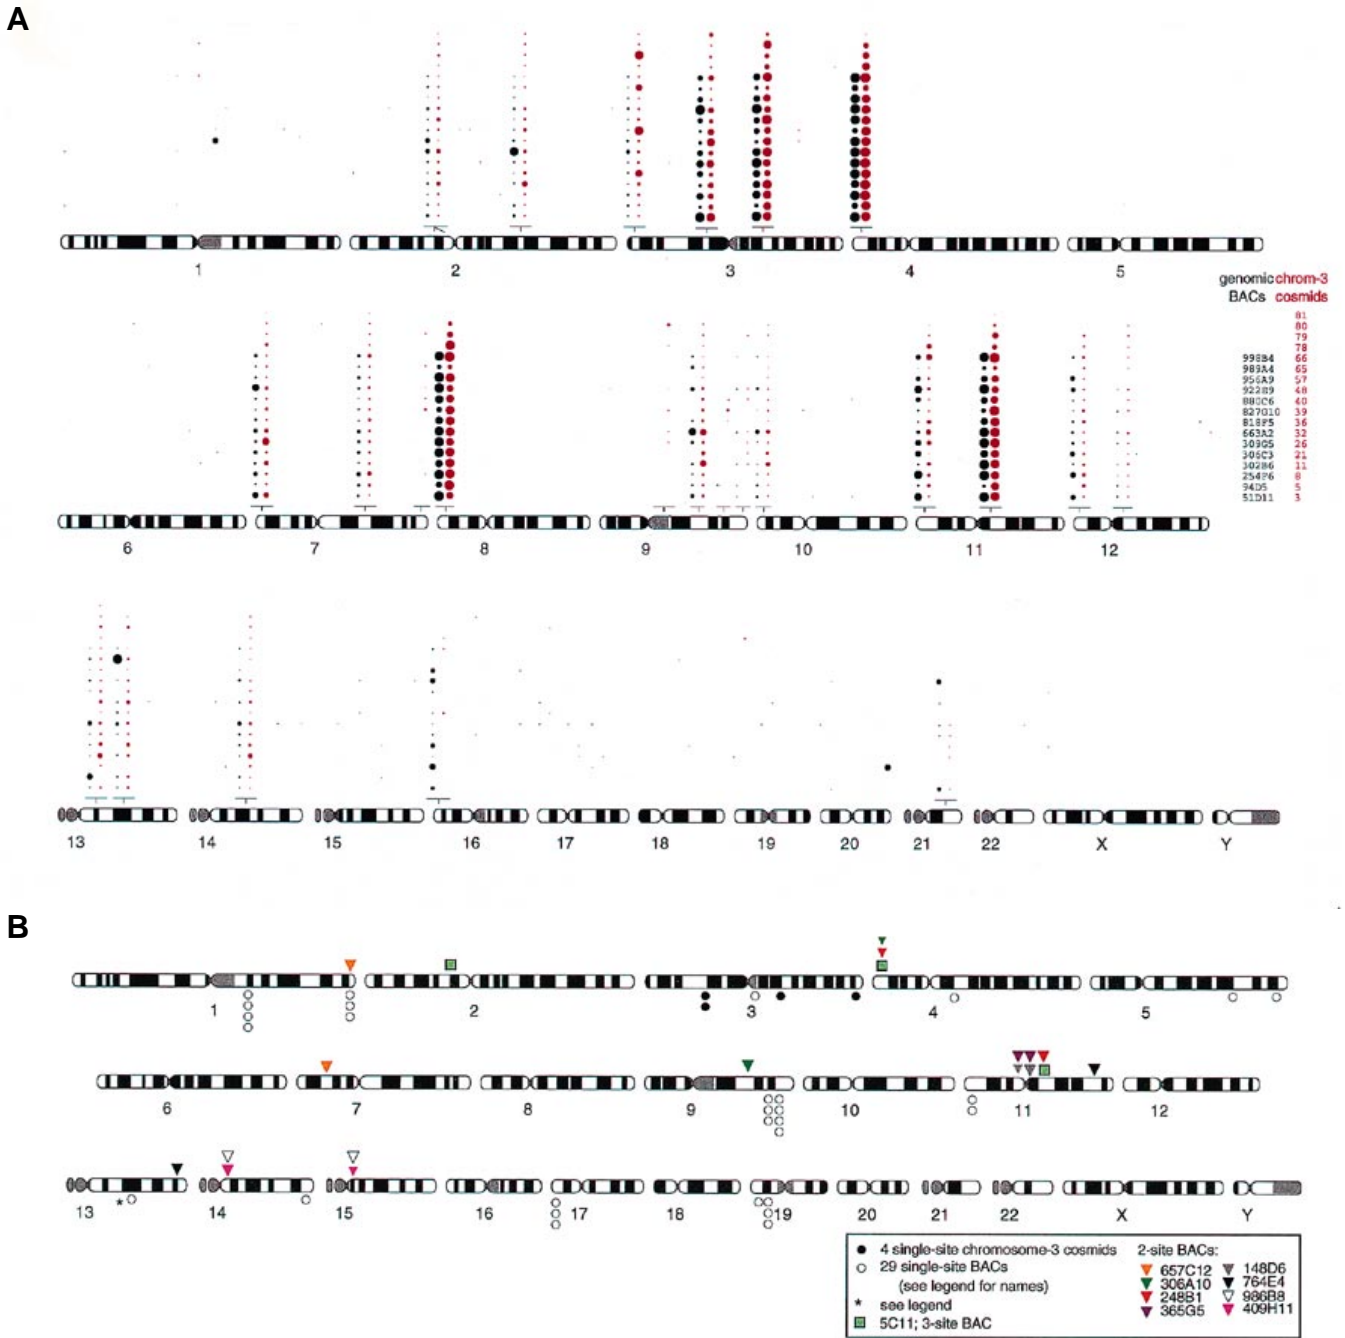 A
1 2 3 4 5
genomic chrom-3
BACs cosmids
81
80
79
78
998B4 66
989A4 65
956A9 57
922B9 48
880C6 40
827G10 39
818F5 36
663A2 32
309G5 26
306C3 21
302B6 11
254F6 8
94D5 5
51D11 3
6 7 8 9 10 11 12
13 14 15 16 17 18 19 20 21 22 X Y
B
1 2 3 4 5
6 7 8 9 10 11 12
*
13 14 15 16 17 18 19 20 21 22 X Y
4 single-site chromosome-3 cosmids
29 single-site BACs
(see legend for names)
* see legend
5C11; 3-site BAC
2-site BACs:
657C12 148D6
306A10 764E4
248B1 986B8
365G5 409H11